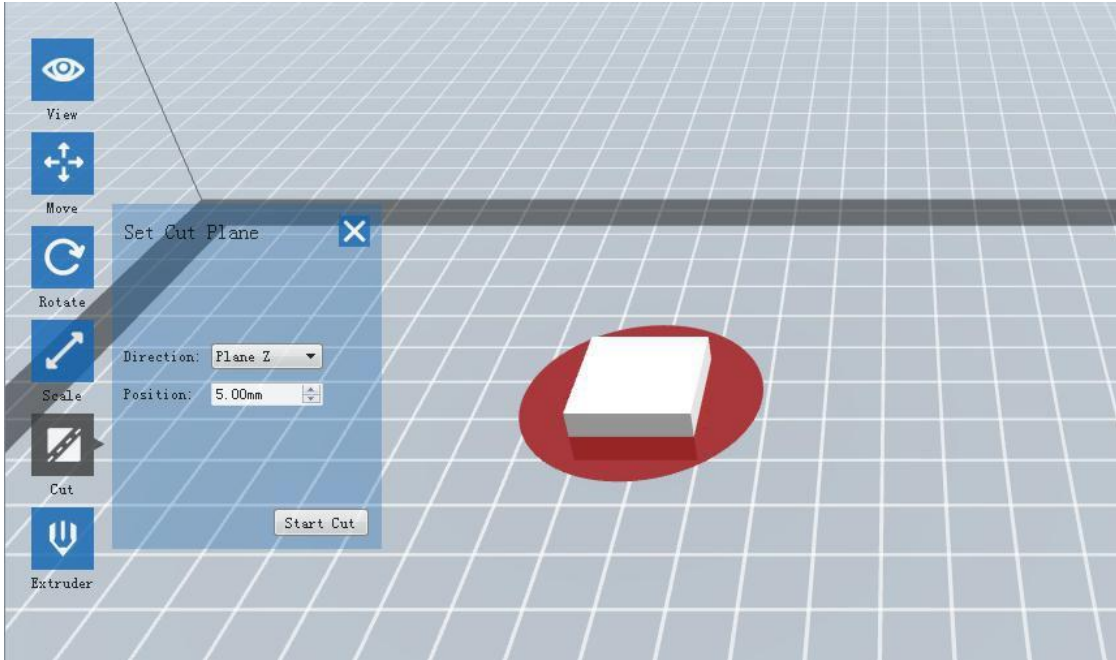 View
Move
Set Cut Plane
Rotate
Direction: Plane Z
Scale
Position: 5.00mm
Cut
Start Cut
Extruder